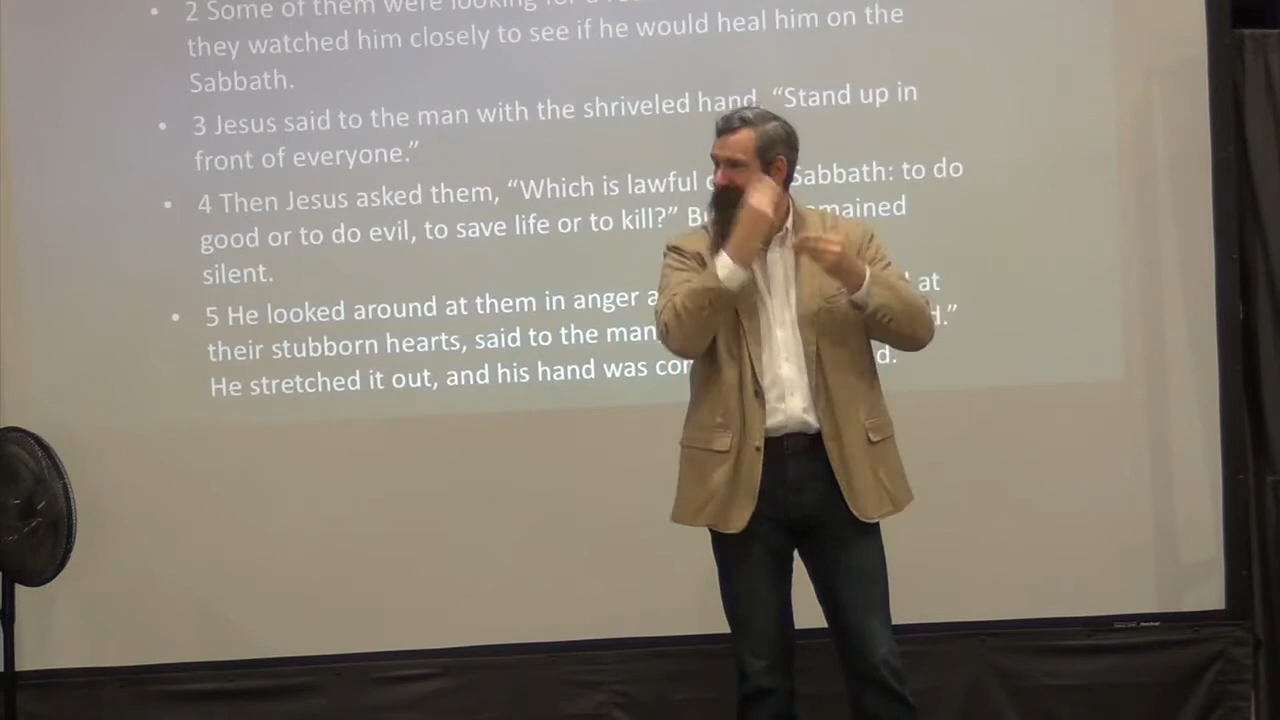 • 2 Some of them were looking for a
they watched him closely to see if he would heal him on the
Sabbath.
• 3 Jesus said to the man with the shriveled hand, “Stand up in
front of everyone.”
• 4 Then Jesus asked them, “Which is lawful Sabbath: to do
good or to do evil, to save life or to kill?” remained
silent.
• 5 He looked around at them in anger at
their stubborn hearts, said to the man
He stretched it out, and his hand was